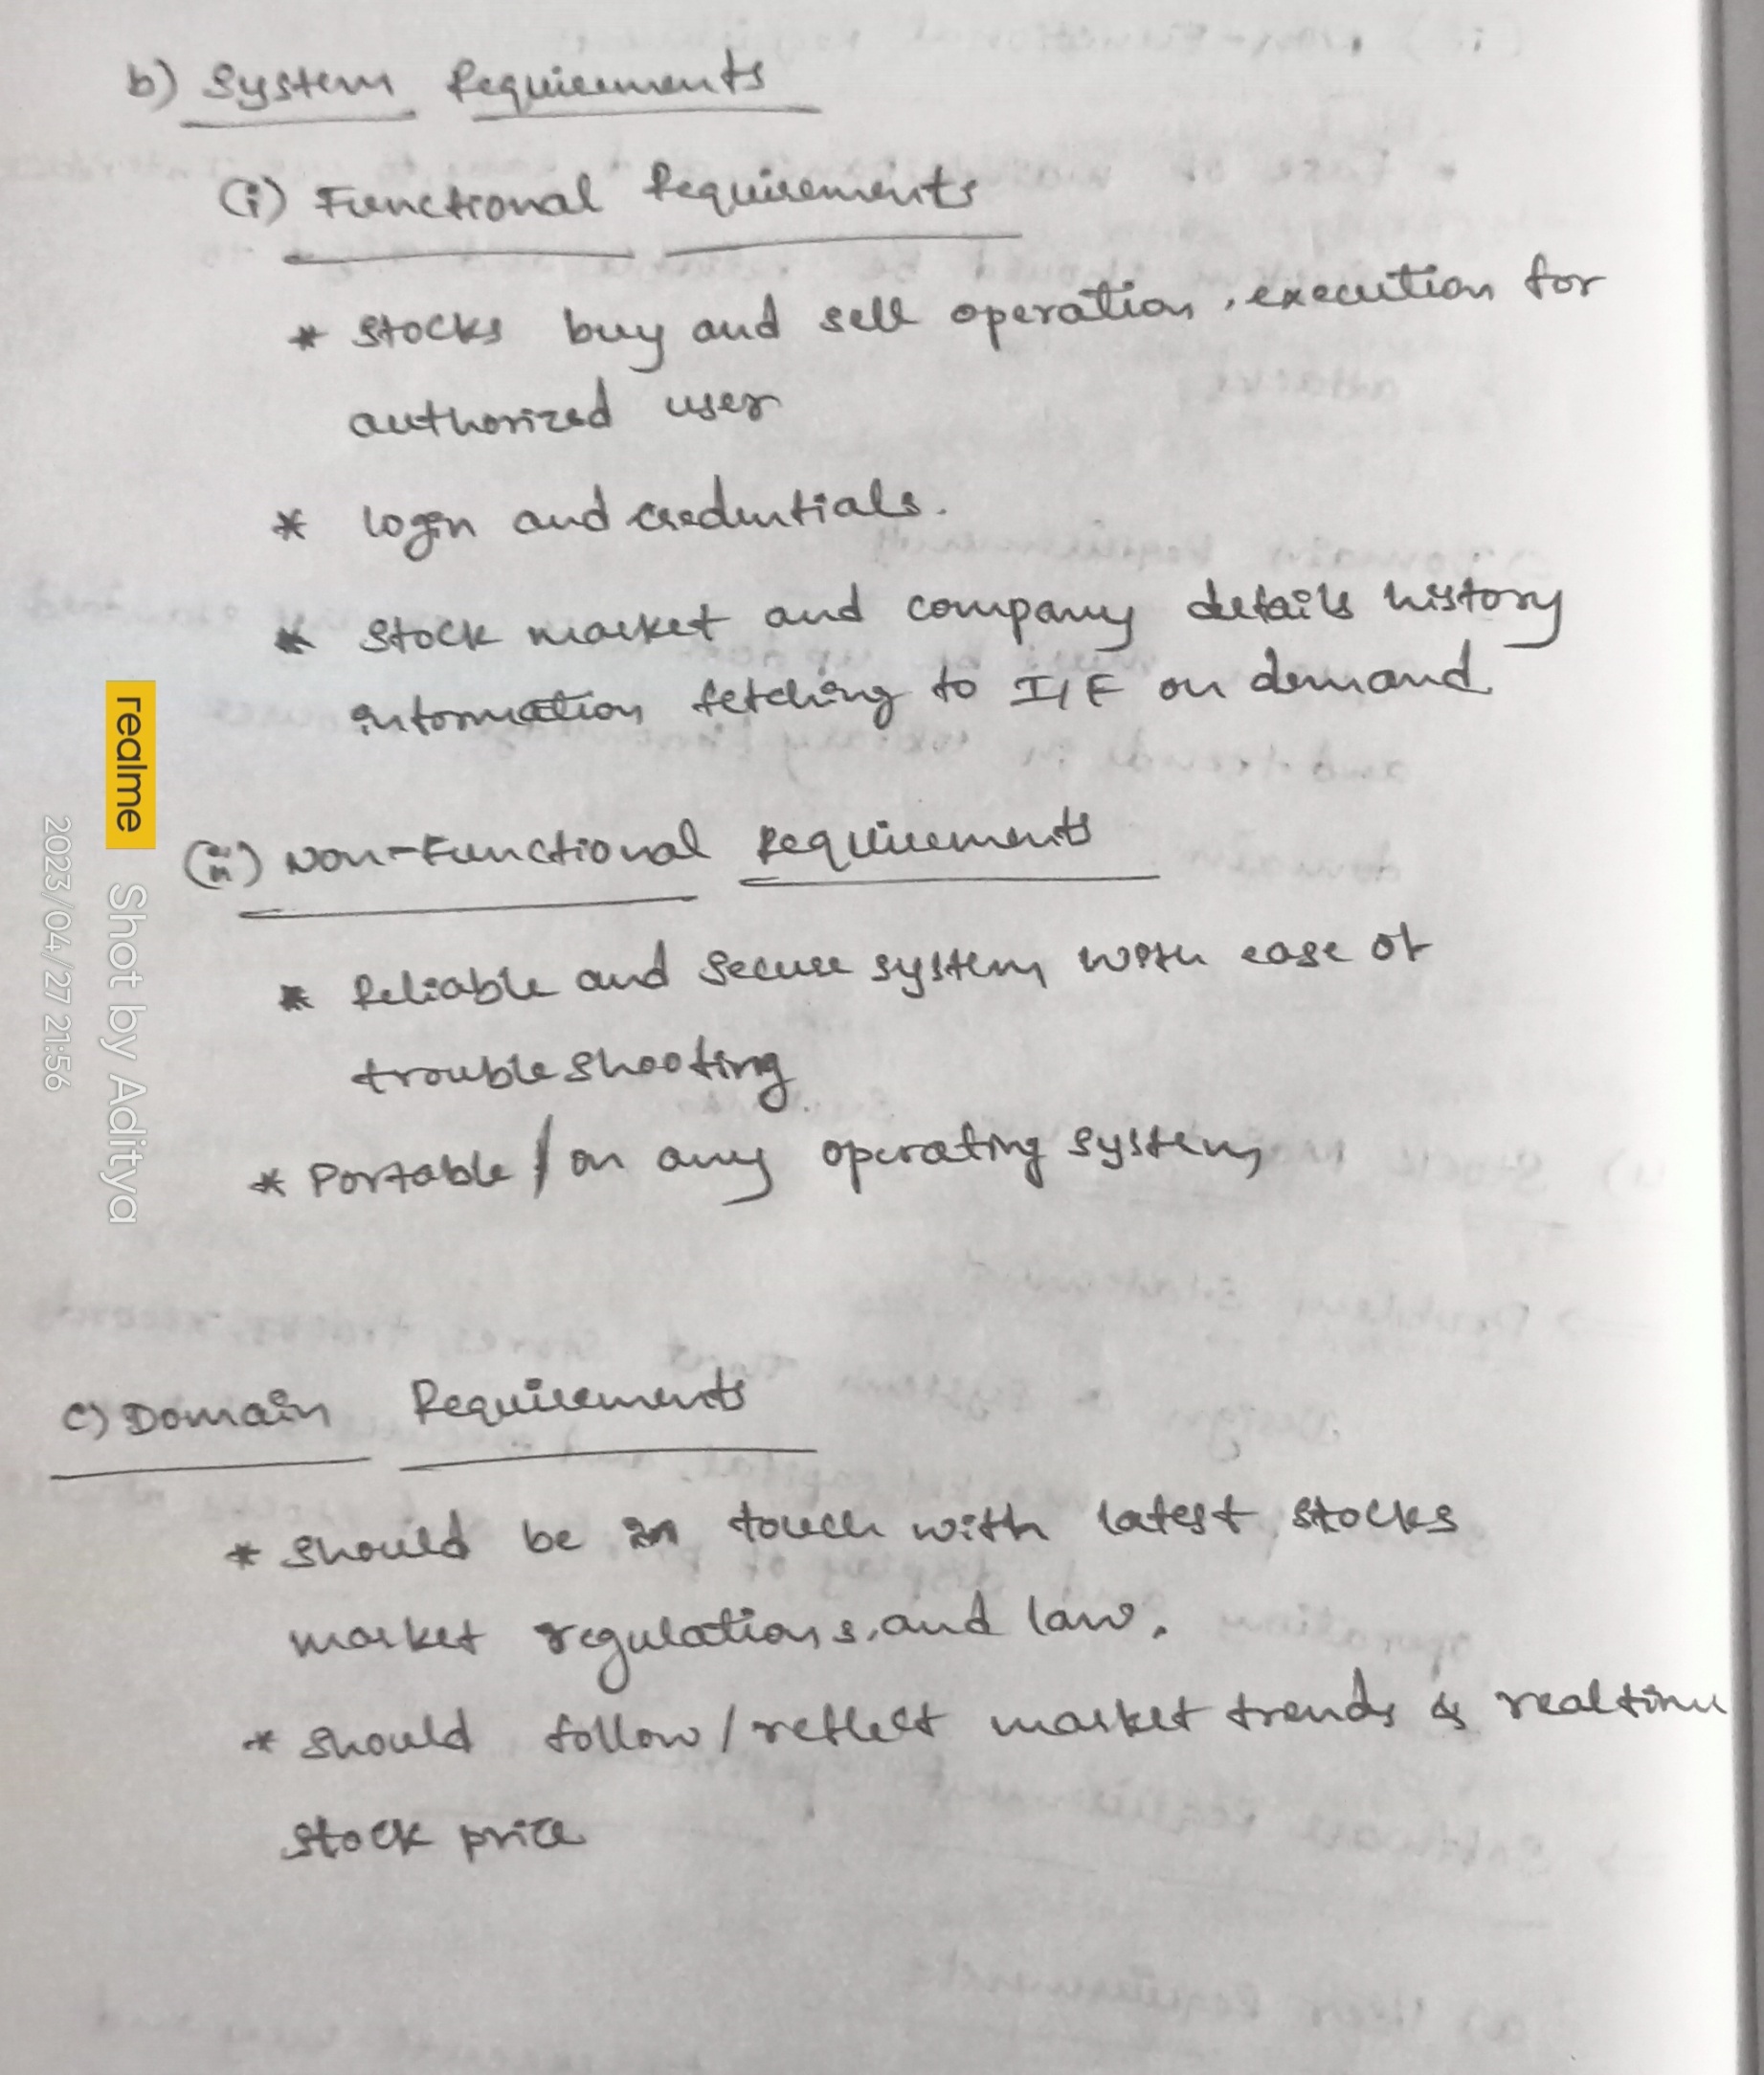 b) System Requirements
(i) Functional Requirements
* Stocks buy and sell operation, execution for
authorized user
* login and credentials.
* Stock market and company details history
information fetching to I/F on demand
(ii) Non-Functional Requirements
* Reliable and Secure system with ease of
troubleshooting
* Portable / on any operating system
c) Domain Requirements
* Should be in touch with latest stocks
market regulations, and law.
* Should follow / reflect market trends & realtime
stock price
realme Shot by Aditya
2023/04/27 21:56